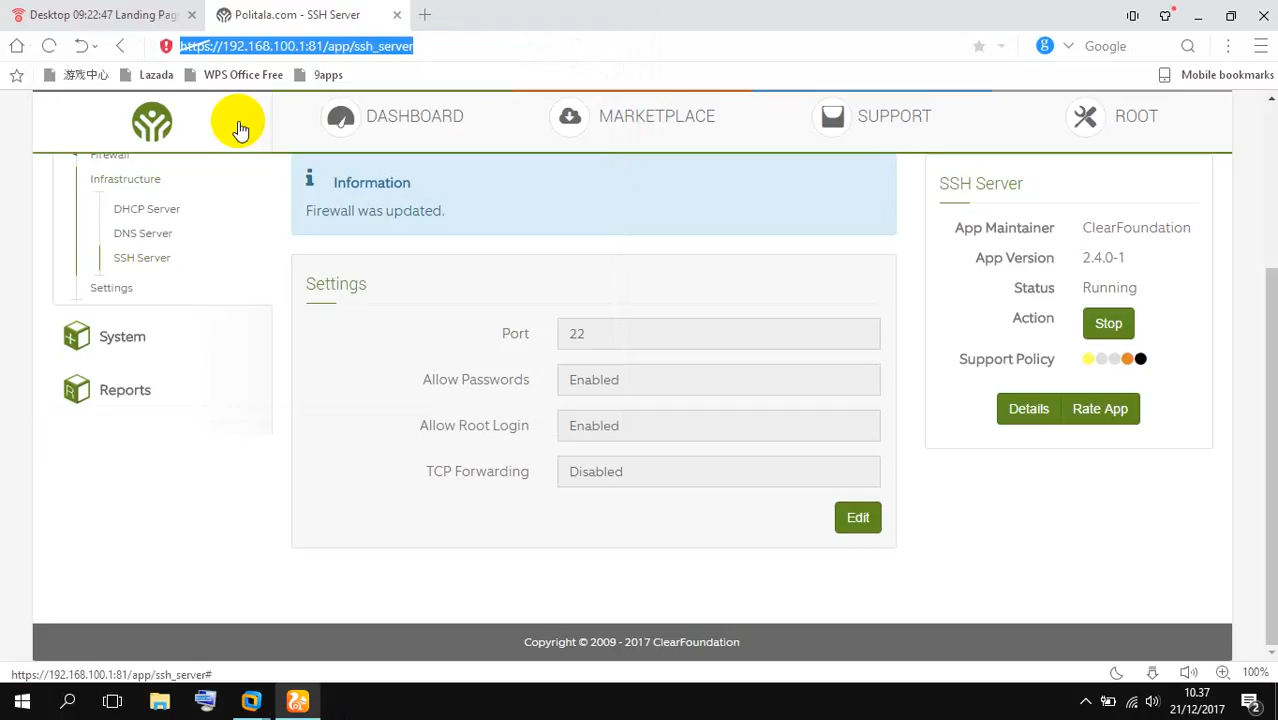 Desktop 09:22:47 Landing Pag
Politala.com - SSH Server
https://192.168.100.1:81/app/ssh_server
Google
游戏中心
Lazada
WPS Office Free
9apps
Mobile bookmarks
DASHBOARD
MARKETPLACE
SUPPORT
ROOT
Firewall
Infrastructure
DHCP Server
DNS Server
SSH Server
Settings
System
Reports
Information
Firewall was updated.
Settings
Port
22
Allow Passwords
Enabled
Allow Root Login
Enabled
TCP Forwarding
Disabled
Edit
SSH Server
App Maintainer
ClearFoundation
App Version
2.4.0-1
Status
Running
Action
Stop
Support Policy
Details
Rate App
Copyright © 2009 - 2017 ClearFoundation
https://192.168.100.1:81/app/ssh_server#
100%
10.37
21/12/2017
2